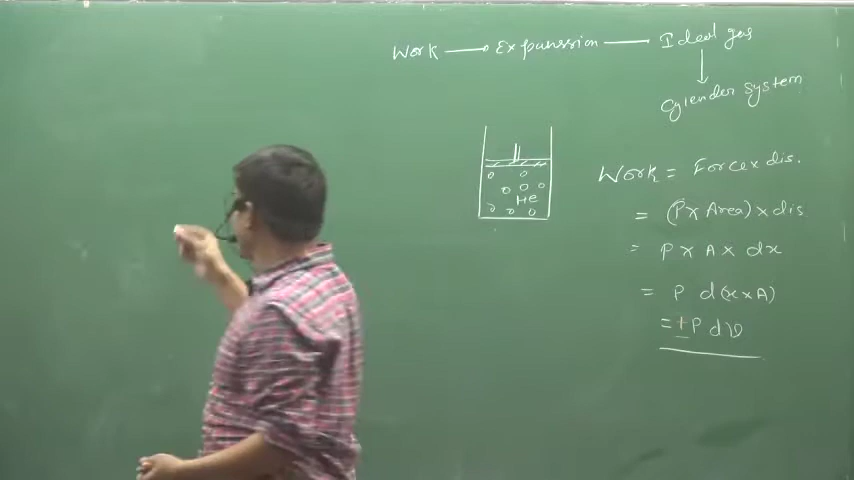 Work → Expanssion — Ideal gas
↓
Cylender system
He
Work = Force x dis.
= (P x Area) x dis
= P x A x dx
= P d(x x A)
= ± P dV